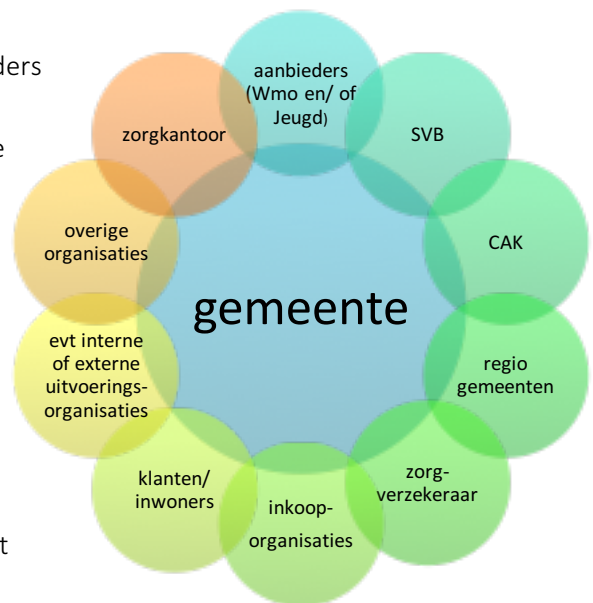 ders
e
t
aanbieders
(Wmo en/ of
Jeugd)
SVB
CAK
regio
gemeenten
zorg-
verzekeraar
inkoop-
organisaties
klanten/
inwoners
evt interne
of externe
uitvoerings-
organisaties
overige
organisaties
zorgkantoor
gemeente